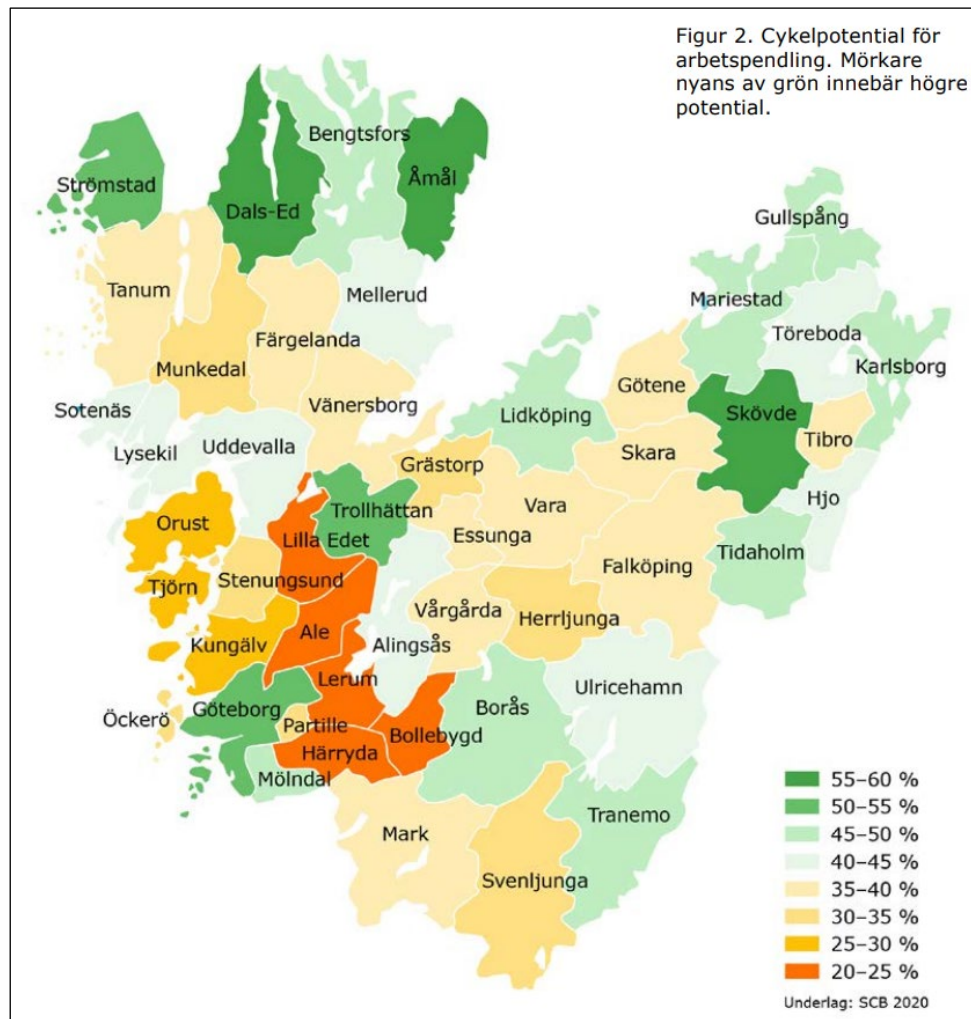 Figur 2. Cykelpotential för
arbetspendling. Mörkare
nyans av grön innebär högre
potential.
Bengtsfors
Åmål
Strömstad
Dals-Ed
Gullspång
Tanum
Mellerud
Mariestad
Töreboda
Färgelanda
Karlsborg
Munkedal
Götene
Vänersborg
Sotenäs
Lidköping
Skövde
Tibro
Lysekil
Uddevalla
Grästorp
Skara
Hjo
Orust
Trollhättan
Vara
Lilla Edet
Essunga
Tidaholm
Stenungsund
Falköping
Tjörn
Vårgårda
Herrljunga
Ale
Kungälv
Alingsås
Lerum
Ulricehamn
Göteborg
Borås
Öckerö
Partille
Bollebygd
Härryda
Mölndal
Tranemo
Mark
Svenljunga
55–60 %
50–55 %
45–50 %
40–45 %
35–40 %
30–35 %
25–30 %
20–25 %
Underlag: SCB 2020